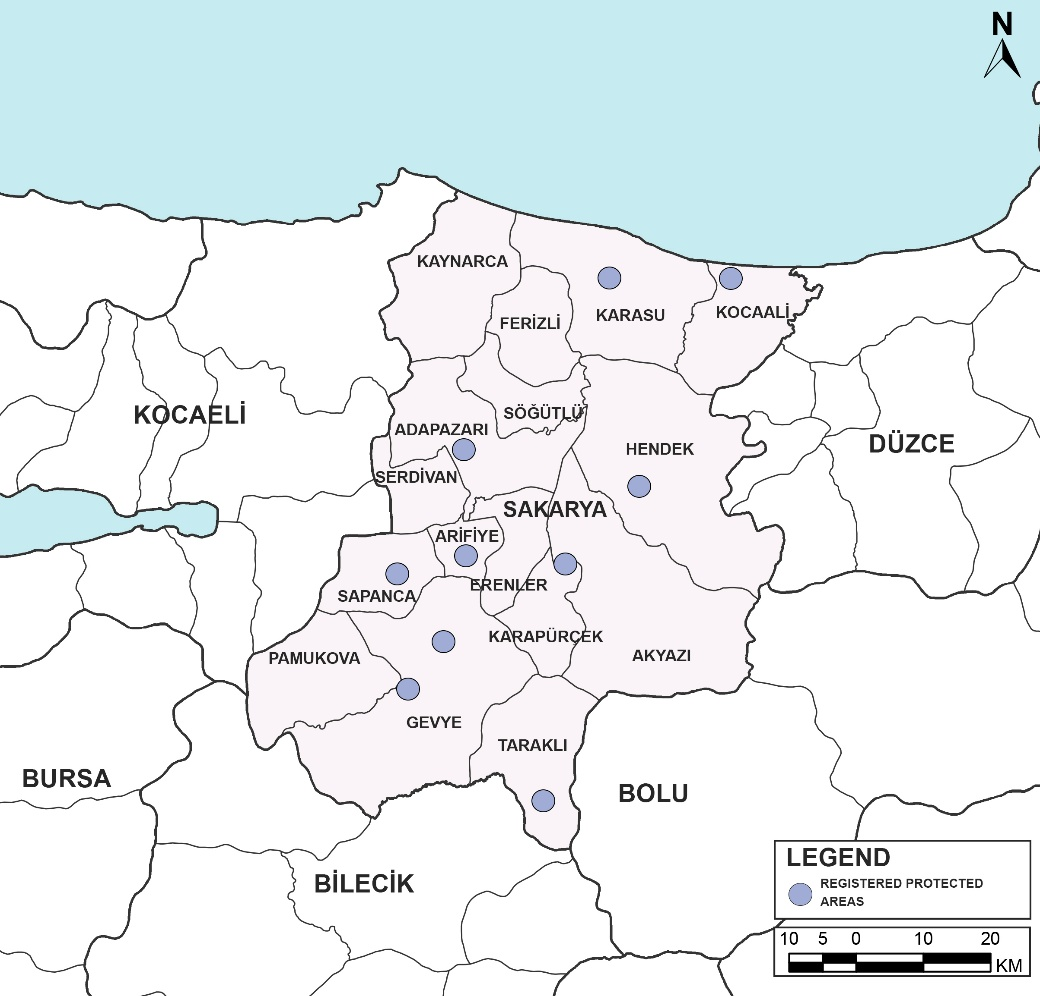 N
KAYNARCA
FERİZLİ
KARASU
KOCAALİ
KOCAELİ
SÖĞÜTLÜ
ADAPAZARI
HENDEK
DÜZCE
SERDİVAN
SAKARYA
ARİFİYE
ERENLER
SAPANCA
KARAPÜRÇEK
PAMUKOVA
AKYAZI
GEVYE
TARAKLI
BURSA
BOLU
BİLECİK
LEGEND
REGISTERED PROTECTED
AREAS
10 5 0 10 20
KM